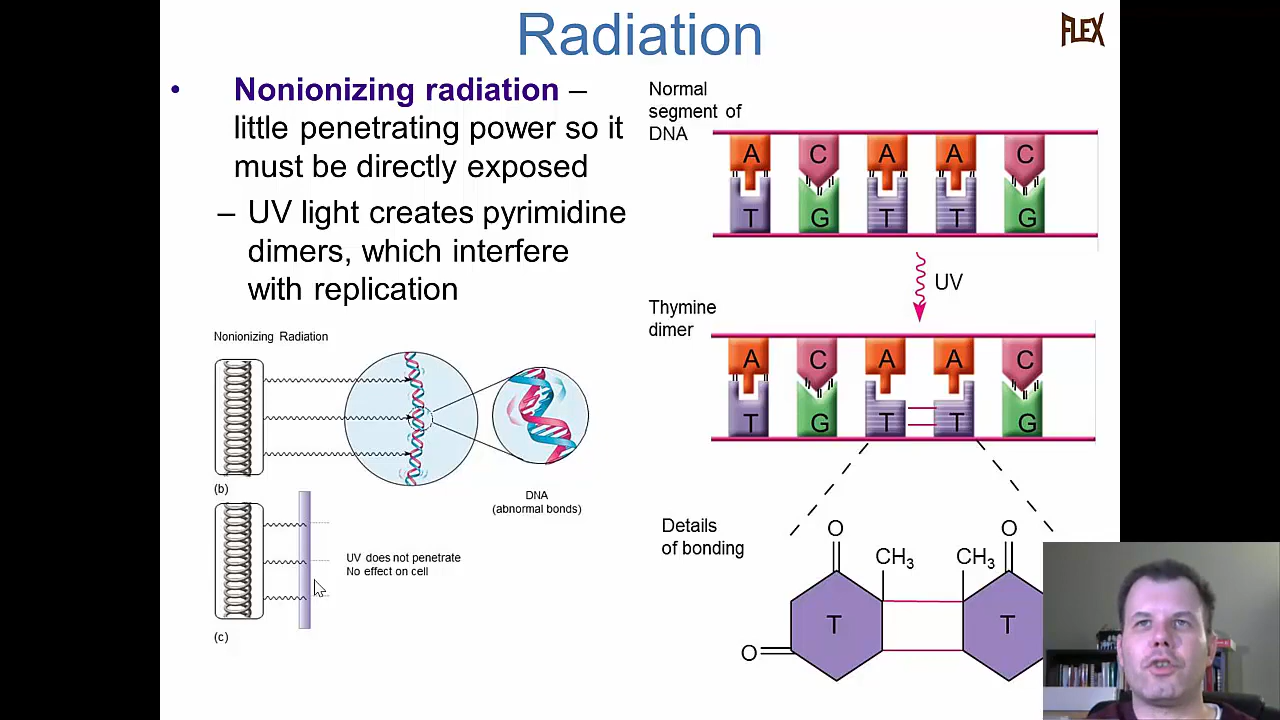 Radiation
FLEX
• Nonionizing radiation –
little penetrating power so it
must be directly exposed
– UV light creates pyrimidine
dimers, which interfere
with replication
Nonionizing Radiation
(b)
DNA
(abnormal bonds)
UV does not penetrate
No effect on cell
(c)
Normal
segment of
DNA
A C A A C
T G T T G
UV
Thymine
dimer
A C A A C
T G T T G
Details
of bonding
O O
CH₃ CH₃
T T
O